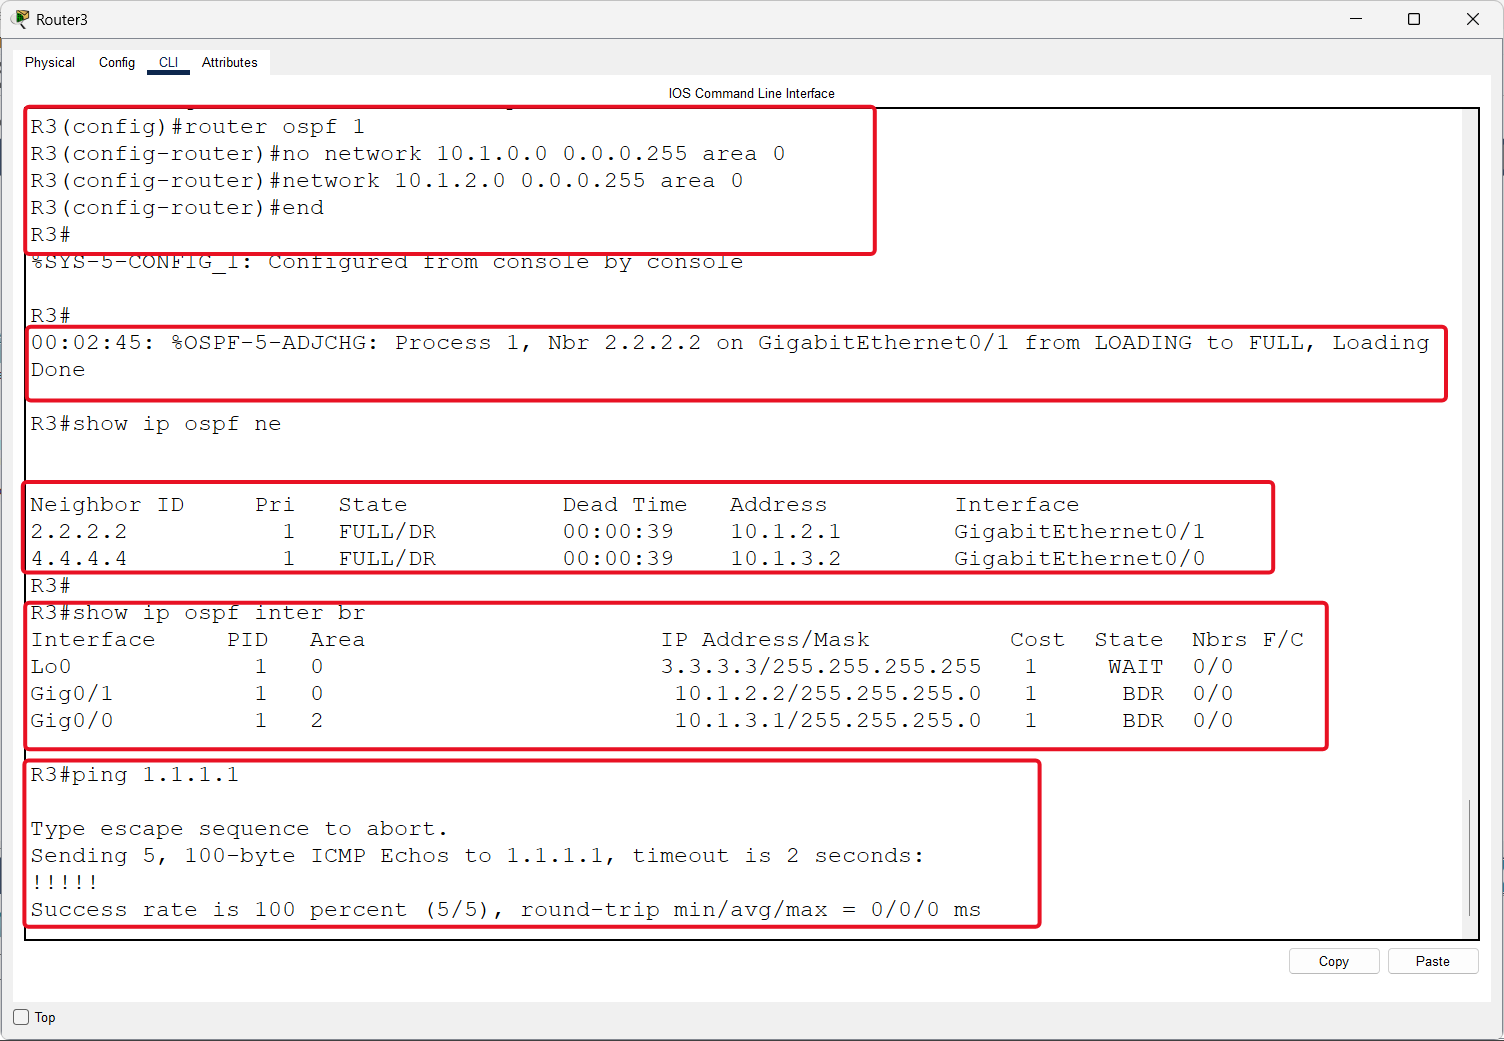 Router3
Physical Config CLI Attributes
IOS Command Line Interface
R3(config)#router ospf 1
R3(config-router)#no network 10.1.0.0 0.0.0.255 area 0
R3(config-router)#network 10.1.2.0 0.0.0.255 area 0
R3(config-router)#end
R3#
%SYS-5-CONFIG_I: Configured from console by console
R3#
00:02:45: %OSPF-5-ADJCHG: Process 1, Nbr 2.2.2.2 on GigabitEthernet0/1 from LOADING to FULL, Loading
Done
R3#show ip ospf ne
Neighbor ID Pri State Dead Time Address Interface
2.2.2.2 1 FULL/DR 00:00:39 10.1.2.1 GigabitEthernet0/1
4.4.4.4 1 FULL/DR 00:00:39 10.1.3.2 GigabitEthernet0/0
R3#
R3#show ip ospf inter br
Interface PID Area IP Address/Mask Cost State Nbrs F/C
Lo0 1 0 3.3.3.3/255.255.255.255 1 WAIT 0/0
Gig0/1 1 0 10.1.2.2/255.255.255.0 1 BDR 0/0
Gig0/0 1 2 10.1.3.1/255.255.255.0 1 BDR 0/0
R3#ping 1.1.1.1
Type escape sequence to abort.
Sending 5, 100-byte ICMP Echos to 1.1.1.1, timeout is 2 seconds:
!!!!!
Success rate is 100 percent (5/5), round-trip min/avg/max = 0/0/0 ms
Copy Paste
Top